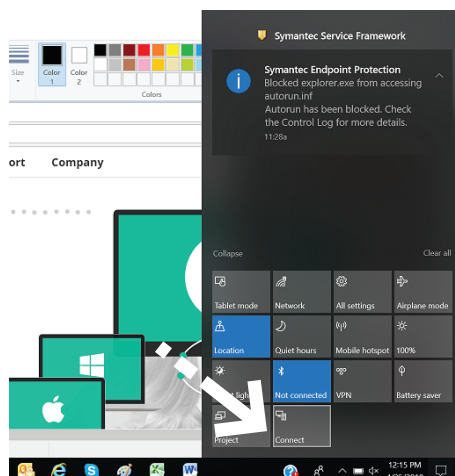 Symantec Service Framework
Size
Color
1
Color
2
Colors
Symantec Endpoint Protection
Blocked explorer.exe from accessing
autorun.inf
Autorun has been blocked. Check
the Control Log for more details.
11:28a
ort Company
Collapse Clear all
Tablet mode Network All settings Airplane mode
Location Quiet hours Mobile hotspot 100%
light Not connected VPN Battery saver
Project Connect
12:15 PM